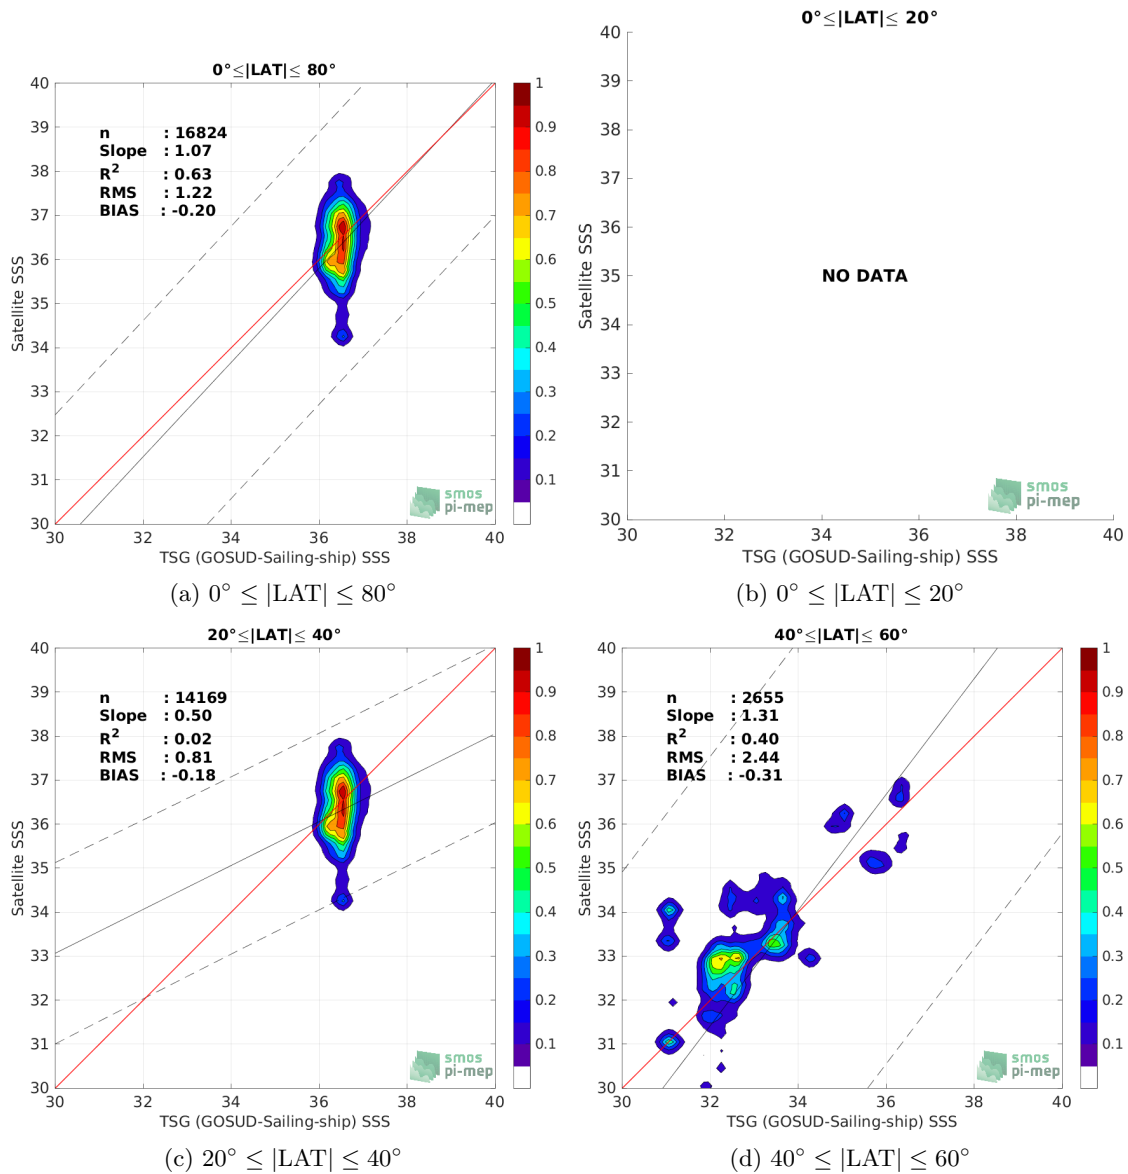 0°≤|LAT|≤ 80°
40
39
38
37
36
35
34
33
32
31
30
Satellite SSS
n : 16824
Slope : 1.07
R² : 0.63
RMS : 1.22
BIAS : -0.20
smos
pi-mep
30 32 34 36 38 40
TSG (GOSUD-Sailing-ship) SSS
1
0.9
0.8
0.7
0.6
0.5
0.4
0.3
0.2
0.1
(a) 0° ≤ |LAT| ≤ 80°
0°≤|LAT|≤ 20°
40
39
38
37
36
35
34
33
32
31
30
Satellite SSS
NO DATA
smos
pi-mep
30 32 34 36 38 40
TSG (GOSUD-Sailing-ship) SSS
(b) 0° ≤ |LAT| ≤ 20°
20°≤|LAT|≤ 40°
40
39
38
37
36
35
34
33
32
31
30
Satellite SSS
n : 14169
Slope : 0.50
R² : 0.02
RMS : 0.81
BIAS : -0.18
smos
pi-mep
30 32 34 36 38 40
TSG (GOSUD-Sailing-ship) SSS
1
0.9
0.8
0.7
0.6
0.5
0.4
0.3
0.2
0.1
(c) 20° ≤ |LAT| ≤ 40°
40°≤|LAT|≤ 60°
40
39
38
37
36
35
34
33
32
31
30
Satellite SSS
n : 2655
Slope : 1.31
R² : 0.40
RMS : 2.44
BIAS : -0.31
smos
pi-mep
30 32 34 36 38 40
TSG (GOSUD-Sailing-ship) SSS
1
0.9
0.8
0.7
0.6
0.5
0.4
0.3
0.2
0.1
(d) 40° ≤ |LAT| ≤ 60°